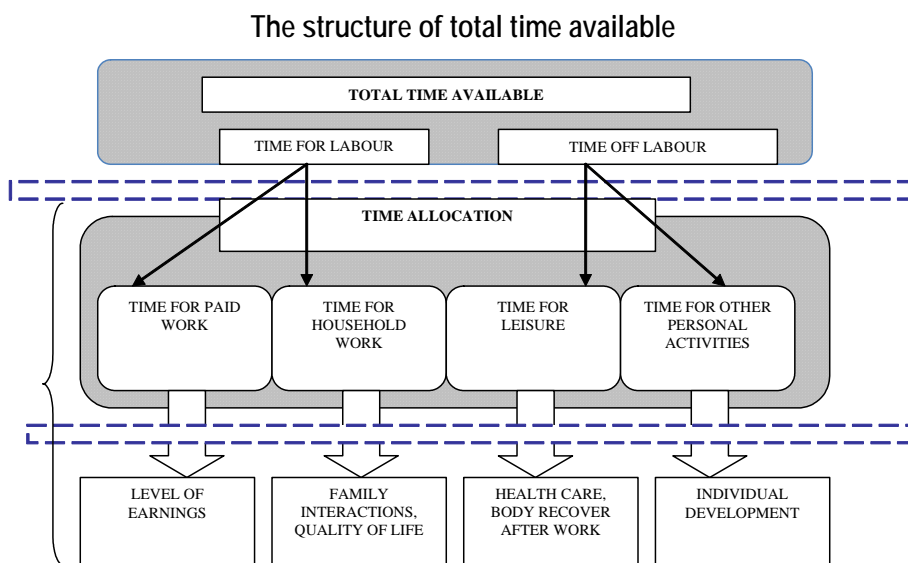 The structure of total time available
TOTAL TIME AVAILABLE
TIME FOR LABOUR
TIME OFF LABOUR
TIME ALLOCATION
TIME FOR PAID
WORK
TIME FOR
HOUSEHOLD
WORK
TIME FOR
LEISURE
TIME FOR OTHER
PERSONAL
ACTIVITIES
LEVEL OF
EARNINGS
FAMILY
INTERACTIONS,
QUALITY OF LIFE
HEALTH CARE,
BODY RECOVER
AFTER WORK
INDIVIDUAL
DEVELOPMENT